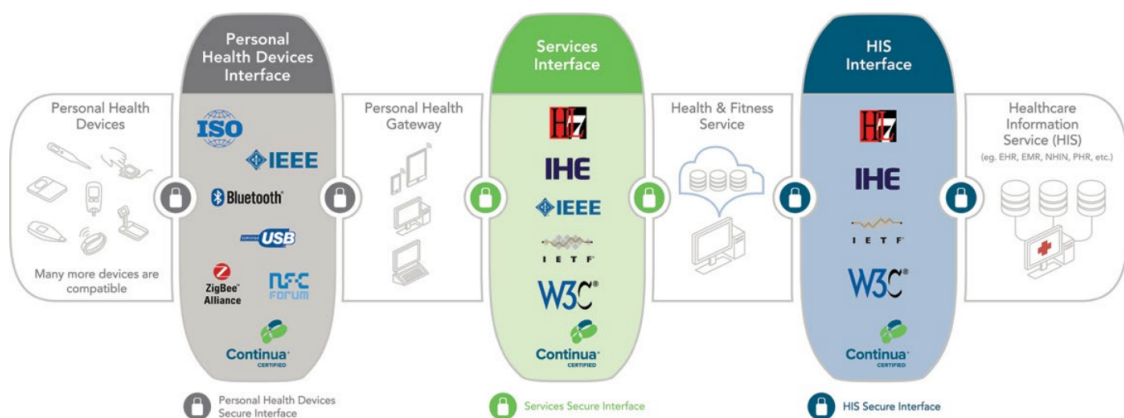 Personal Health
Devices
Many more devices are
compatible
Personal
Health Devices
Interface
ISO
IEEE
Bluetooth®
CERTIFIED USB
ZigBee™
Alliance
NFC
FORUM
Continua®
CERTIFIED
Personal Health
Gateway
Services
Interface
HL7
IHE
IEEE
IETF®
W3C®
Continua®
CERTIFIED
Health & Fitness
Service
HIS
Interface
HL7
IHE
IETF®
W3C®
Continua®
CERTIFIED
Healthcare
Information
Service (HIS)
(eg. EHR, EMR, NHIN, PHR, etc.)
Personal Health Devices
Secure Interface
Services Secure Interface
HIS Secure Interface